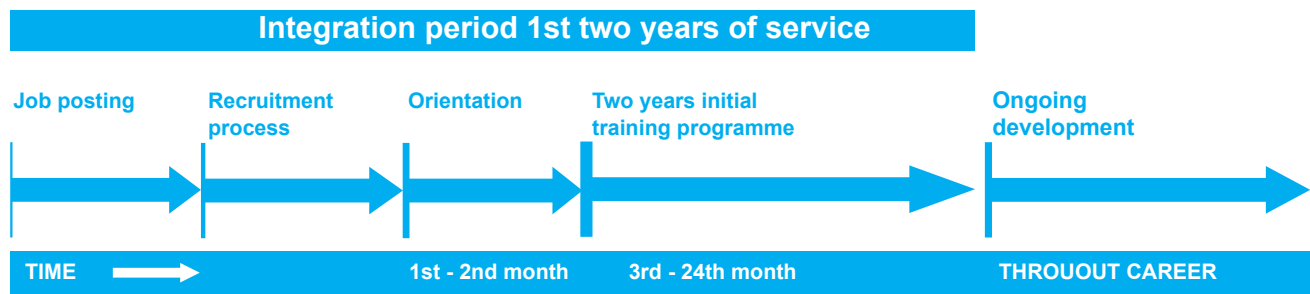 Integration period 1st two years of service
Job posting
Recruitment
process
Orientation
Two years initial
training programme
Ongoing
development
TIME
1st - 2nd month
3rd - 24th month
THROUOUT CAREER